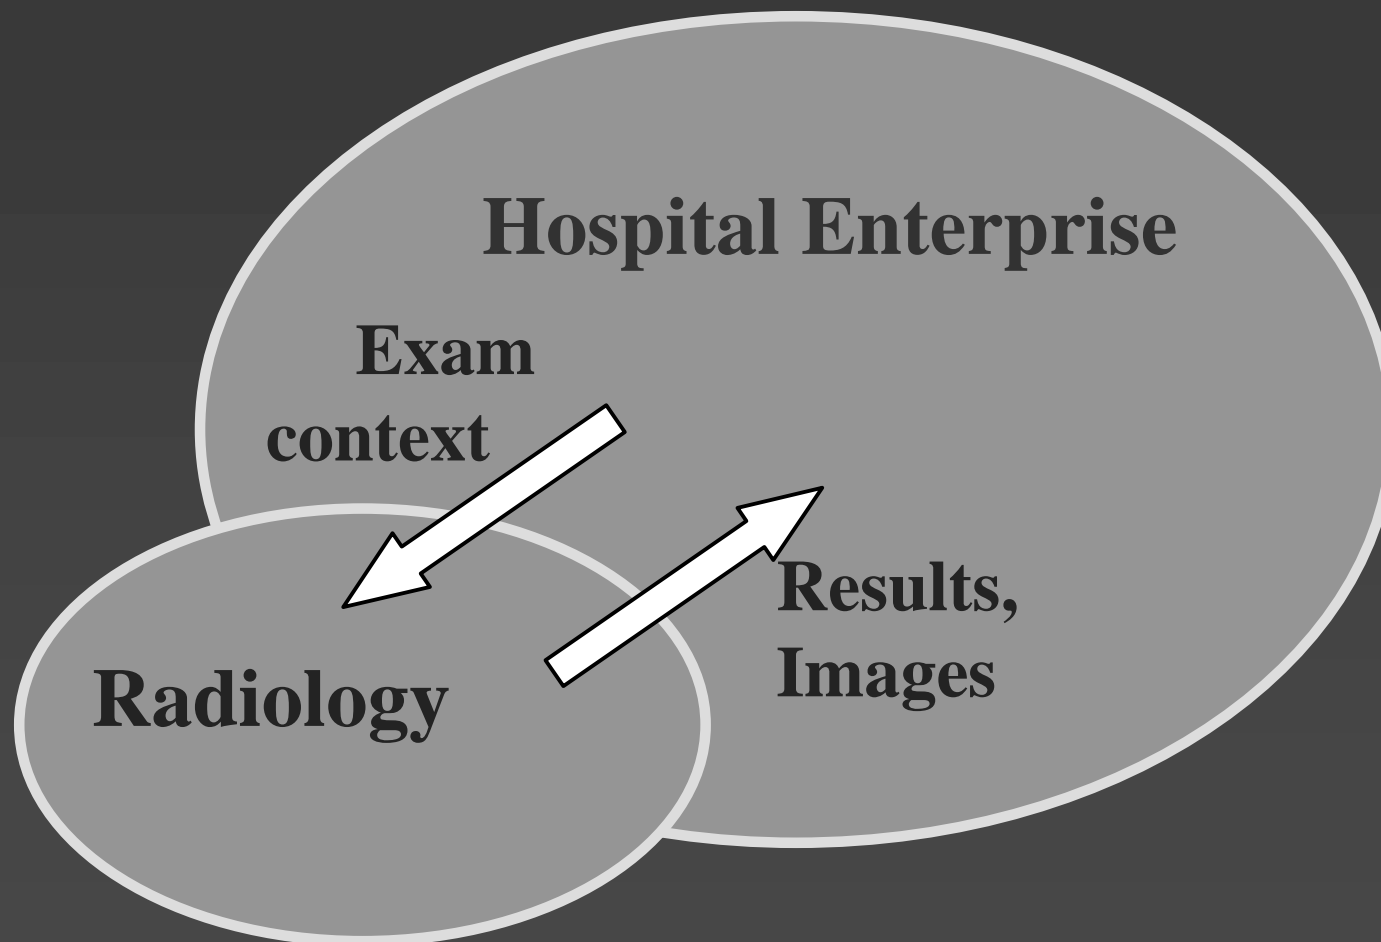 Hospital Enterprise
Exam
context
Results,
Images
Radiology